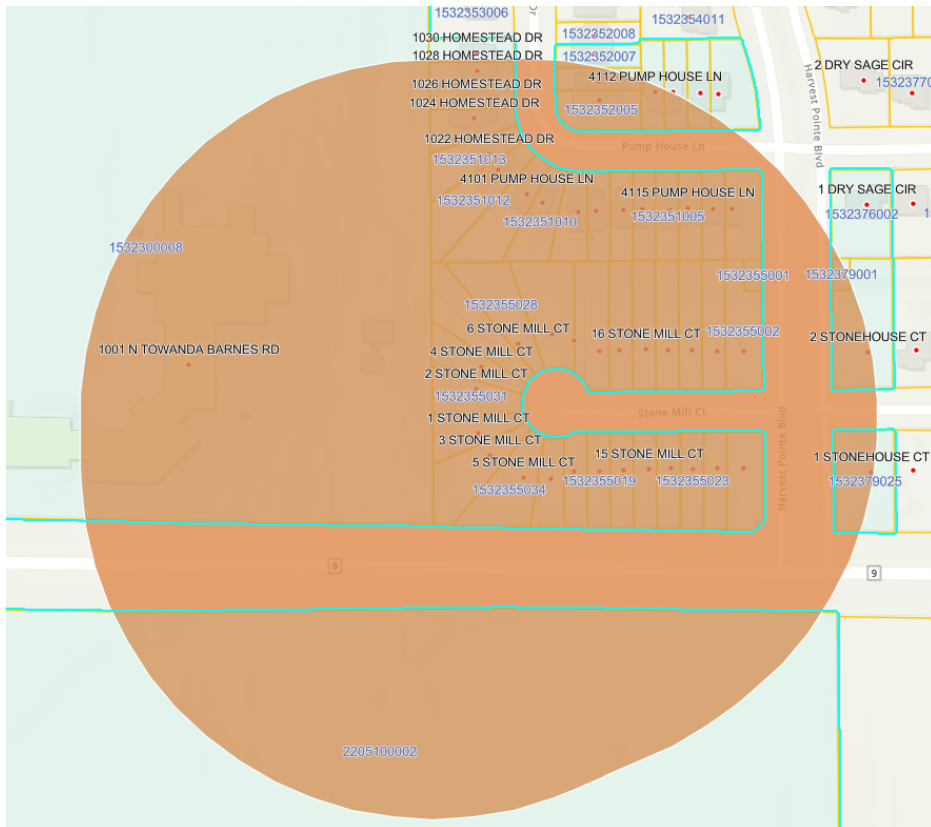 1532353006
Dr
1532354011
1030 HOMESTEAD DR
1532352008
1028 HOMESTEAD DR
1532352007
2 DRY SAGE CIR
1026 HOMESTEAD DR
4112 PUMP HOUSE LN
1024 HOMESTEAD DR
1532352005
Harvest Pointe Blvd
1022 HOMESTEAD DR
Pump House Ln
1532351013
4101 PUMP HOUSE LN
4115 PUMP HOUSE LN
1 DRY SAGE CIR
1532351012
1532351010
1532351005
1532376002
1532300008
1532355001
1532379001
1532355028
6 STONE MILL CT
16 STONE MILL CT
1532355002
1001 N TOWANDA BARNES RD
4 STONE MILL CT
2 STONEHOUSE CT
2 STONE MILL CT
1532355031
1 STONE MILL CT
Stone Mill Ct
3 STONE MILL CT
Harvest Pointe Blvd
5 STONE MILL CT
15 STONE MILL CT
1 STONEHOUSE CT
1532355034
1532355019
1532355023
1532379025
9
9
2205100002